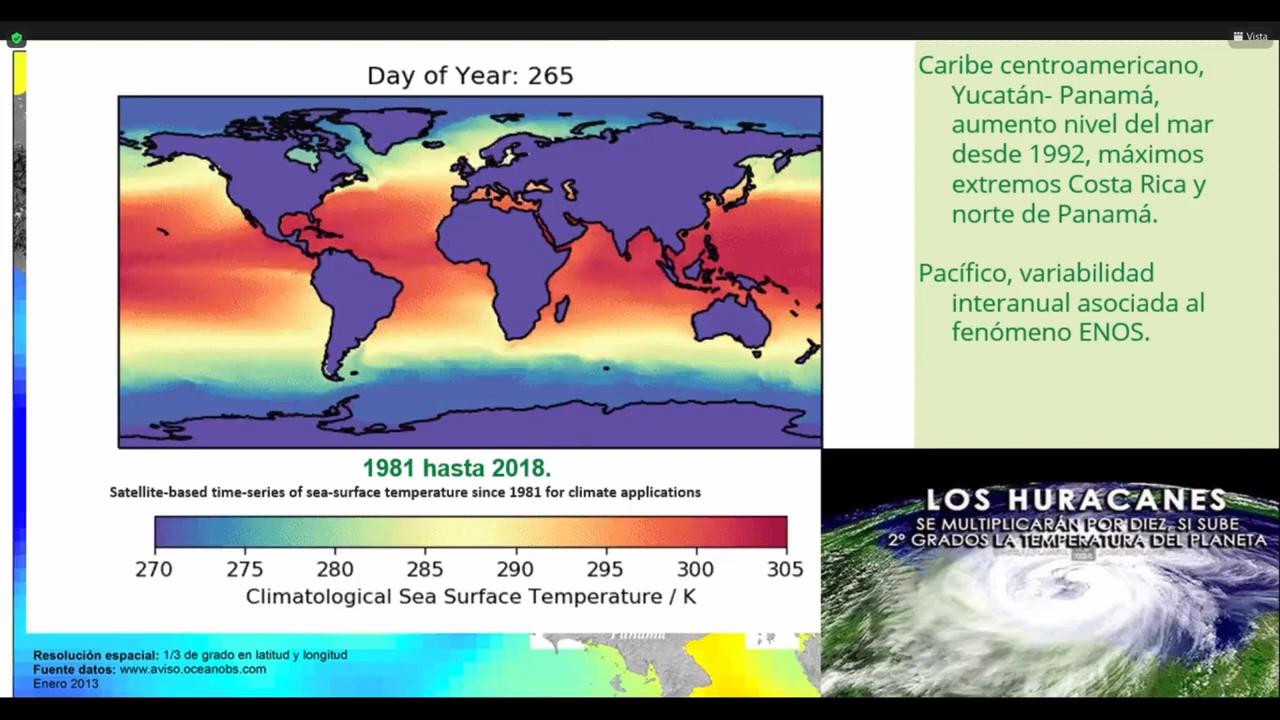 Vista
Day of Year: 265
1981 hasta 2018.
Satellite-based time-series of sea-surface temperature since 1981 for climate applications
270 275 280 285 290 295 300 305
Climatological Sea Surface Temperature / K
Caribe centroamericano,
Yucatán- Panamá,
aumento nivel del mar
desde 1992, máximos
extremos Costa Rica y
norte de Panamá.
Pacífico, variabilidad
interanual asociada al
fenómeno ENOS.
LOS HURACANES
SE MULTIPLICARÁN POR DIEZ, SI SUBE
2º GRADOS LA TEMPERATURA DEL PLANETA
Panamá
Resolución espacial: 1/3 de grado en latitud y longitud
Fuente datos: www.aviso.oceanobs.com
Enero 2013